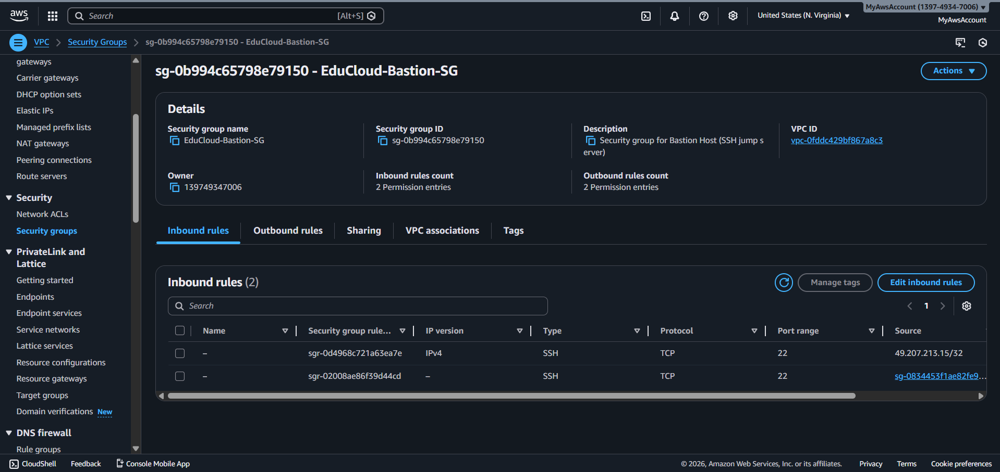 aws
Search [Alt+S]
United States (N. Virginia)
MyAwsAccount (1397-4934-7006)
MyAwsAccount
VPC
Security Groups
sg-0b994c65798e79150 - EduCloud-Bastion-SG
gateways
Carrier gateways
DHCP option sets
Elastic IPs
Managed prefix lists
NAT gateways
Peering connections
Route servers
Security
Network ACLs
Security groups
PrivateLink and
Lattice
Getting started
Endpoints
Endpoint services
Service networks
Lattice services
Resource configurations
Resource gateways
Target groups
Domain verifications New
DNS firewall
Rule groups
sg-0b994c65798e79150 - EduCloud-Bastion-SG
Actions
Details
Security group name
EduCloud-Bastion-SG
Security group ID
sg-0b994c65798e79150
Description
Security group for Bastion Host (SSH jump s
erver)
VPC ID
vpc-0fddc429bf867a8c3
Owner
139749347006
Inbound rules count
2 Permission entries
Outbound rules count
2 Permission entries
Inbound rules Outbound rules Sharing VPC associations Tags
Inbound rules (2)
Manage tags
Edit inbound rules
Search
1
Name Security group rule... IP version Type Protocol Port range Source
– sgr-0d4968c721a63ea7e IPv4 SSH TCP 22 49.207.213.15/32
– sgr-02008ae86f39d44cd – SSH TCP 22 sg-0834453f1ae82fe9...
CloudShell Feedback Console Mobile App
© 2026, Amazon Web Services, Inc. or its affiliates. Privacy Terms Cookie preferences